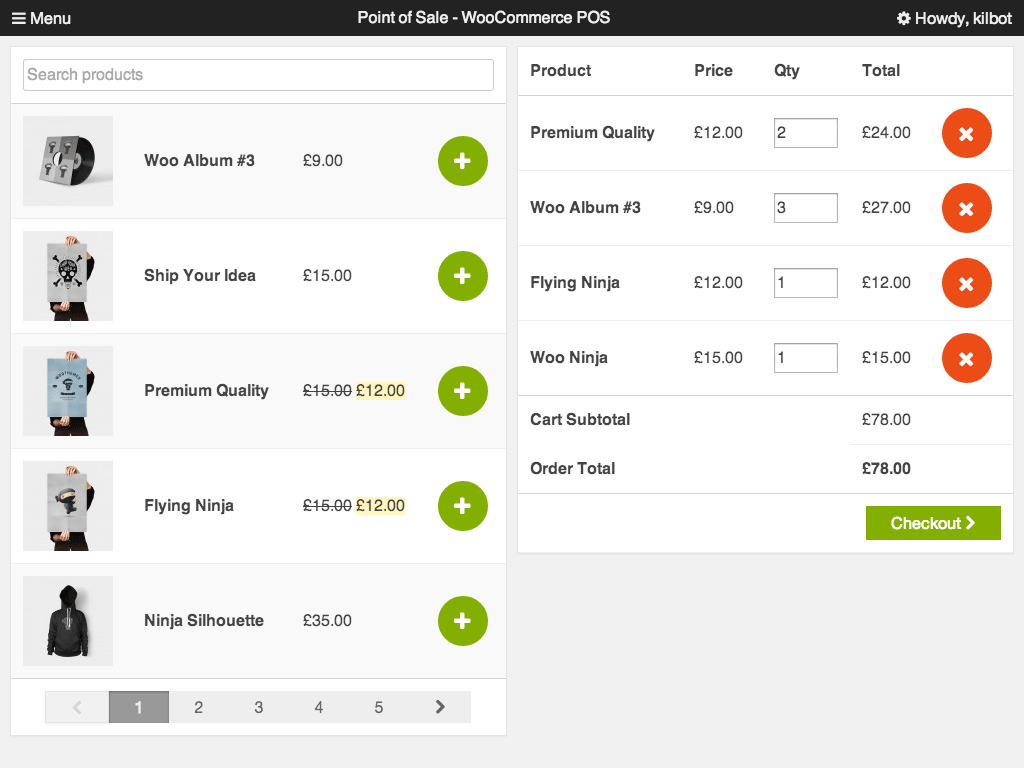 Menu
Point of Sale - WooCommerce POS
Howdy, kilbot
Search products
Woo Album #3 £9.00
Ship Your Idea £15.00
Premium Quality £15.00 £12.00
Flying Ninja £15.00 £12.00
Ninja Silhouette £35.00
1 2 3 4 5
Product Price Qty Total
Premium Quality £12.00 2 £24.00
Woo Album #3 £9.00 3 £27.00
Flying Ninja £12.00 1 £12.00
Woo Ninja £15.00 1 £15.00
Cart Subtotal £78.00
Order Total £78.00
Checkout